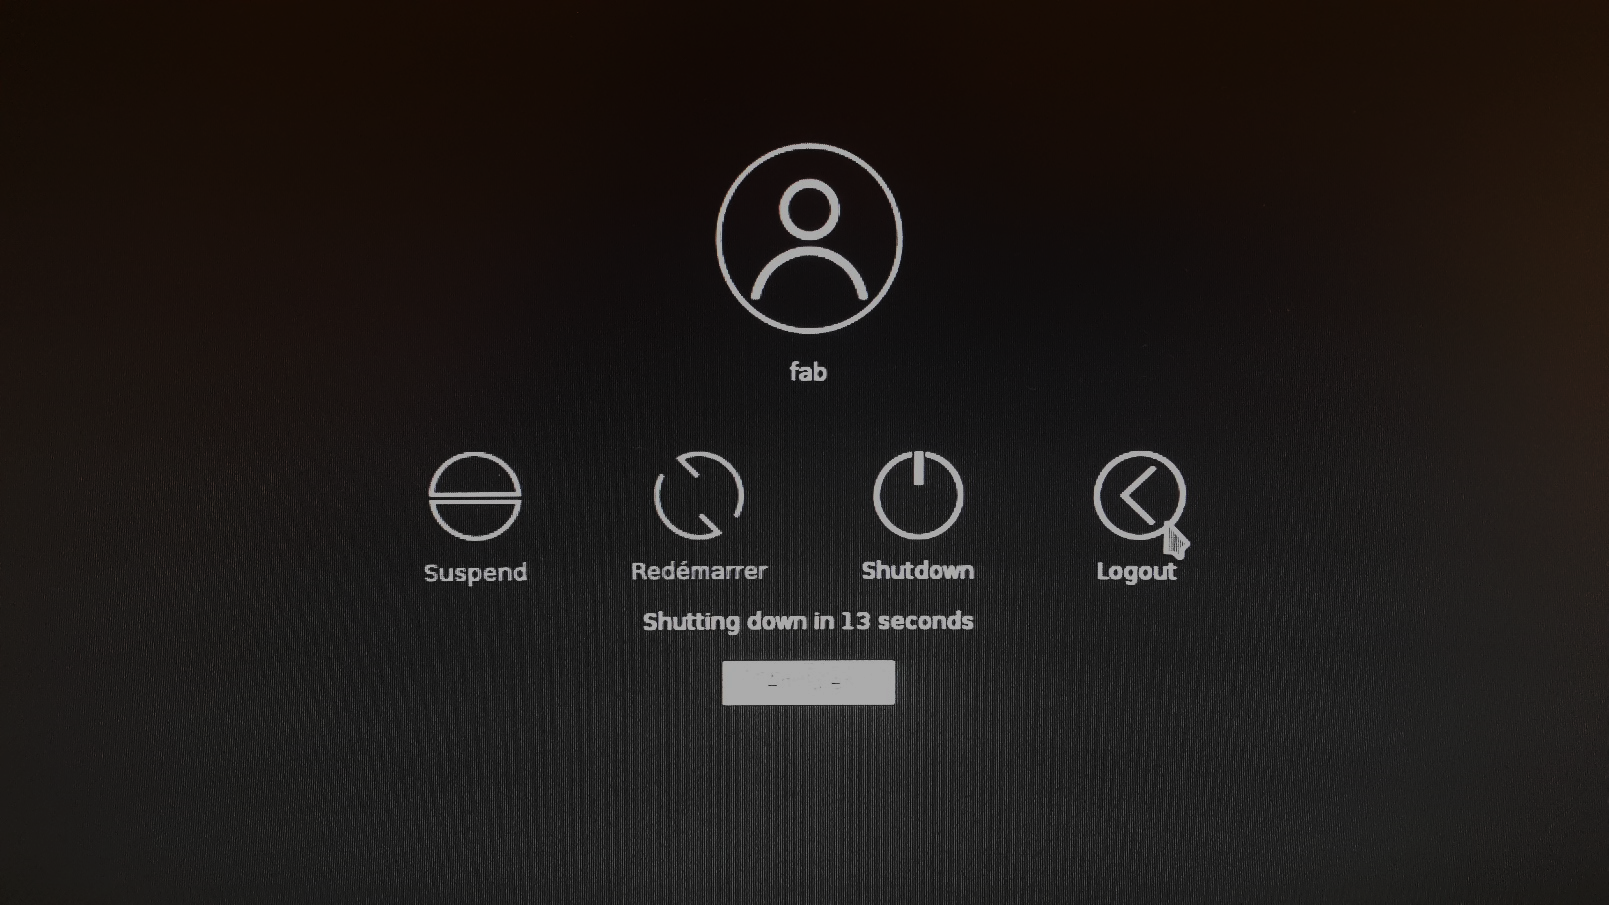 fab
Suspend Redémarrer Shutdown Logout
Shutting down in 13 seconds